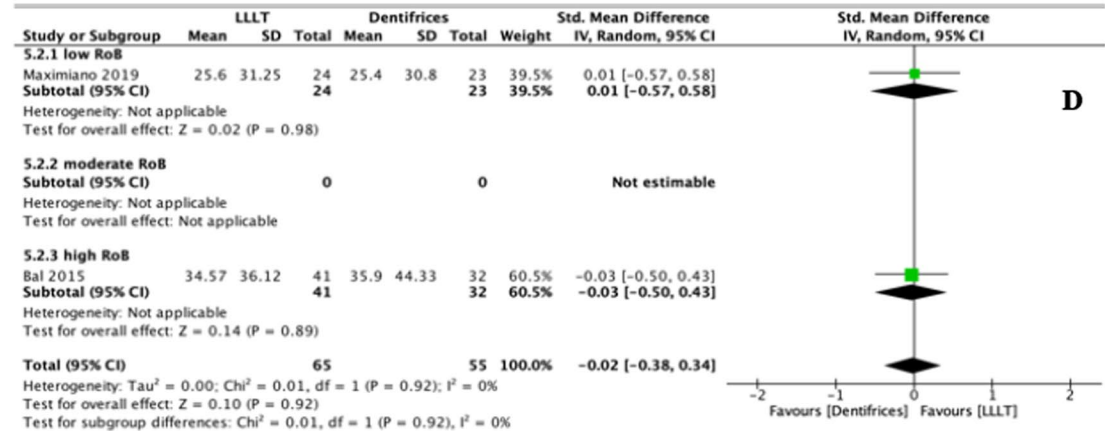 LLLT Dentifrices Std. Mean Difference Std. Mean Difference
Study or Subgroup Mean SD Total Mean SD Total Weight IV, Random, 95% CI IV, Random, 95% CI
5.2.1 low RoB
Maximiano 2019 25.6 31.25 24 25.4 30.8 23 39.5% 0.01 [-0.57, 0.58]
Subtotal (95% CI) 24 23 39.5% 0.01 [-0.57, 0.58]
D
Heterogeneity: Not applicable
Test for overall effect: Z = 0.02 (P = 0.98)
5.2.2 moderate RoB
Subtotal (95% CI) 0 0 Not estimable
Heterogeneity: Not applicable
Test for overall effect: Not applicable
5.2.3 high RoB
Bal 2015 34.57 36.12 41 35.9 44.33 32 60.5% -0.03 [-0.50, 0.43]
Subtotal (95% CI) 41 32 60.5% -0.03 [-0.50, 0.43]
Heterogeneity: Not applicable
Test for overall effect: Z = 0.14 (P = 0.89)
Total (95% CI) 65 55 100.0% -0.02 [-0.38, 0.34]
Heterogeneity: Tau² = 0.00; Chi² = 0.01, df = 1 (P = 0.92); I² = 0%
-2 -1 0 1 2
Test for overall effect: Z = 0.10 (P = 0.92)
Favours [Dentifrices] Favours [LLLT]
Test for subgroup differences: Chi² = 0.01, df = 1 (P = 0.92), I² = 0%